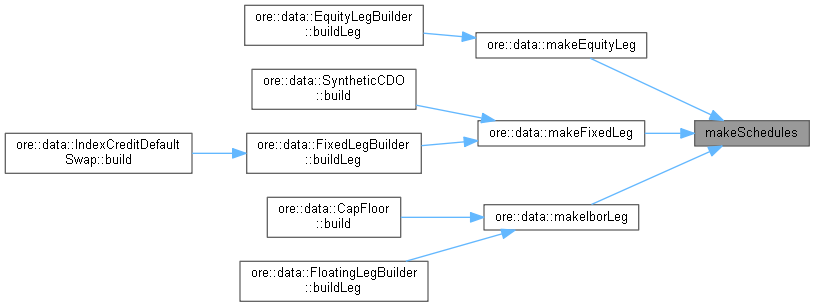 ore::data::EquityLegBuilder
::buildLeg
ore::data::makeEquityLeg
ore::data::SyntheticCDO
::build
makeSchedules
ore::data::makeFixedLeg
ore::data::IndexCreditDefault
Swap::build
ore::data::FixedLegBuilder
::buildLeg
ore::data::CapFloor
::build
ore::data::makeIborLeg
ore::data::FloatingLegBuilder
::buildLeg